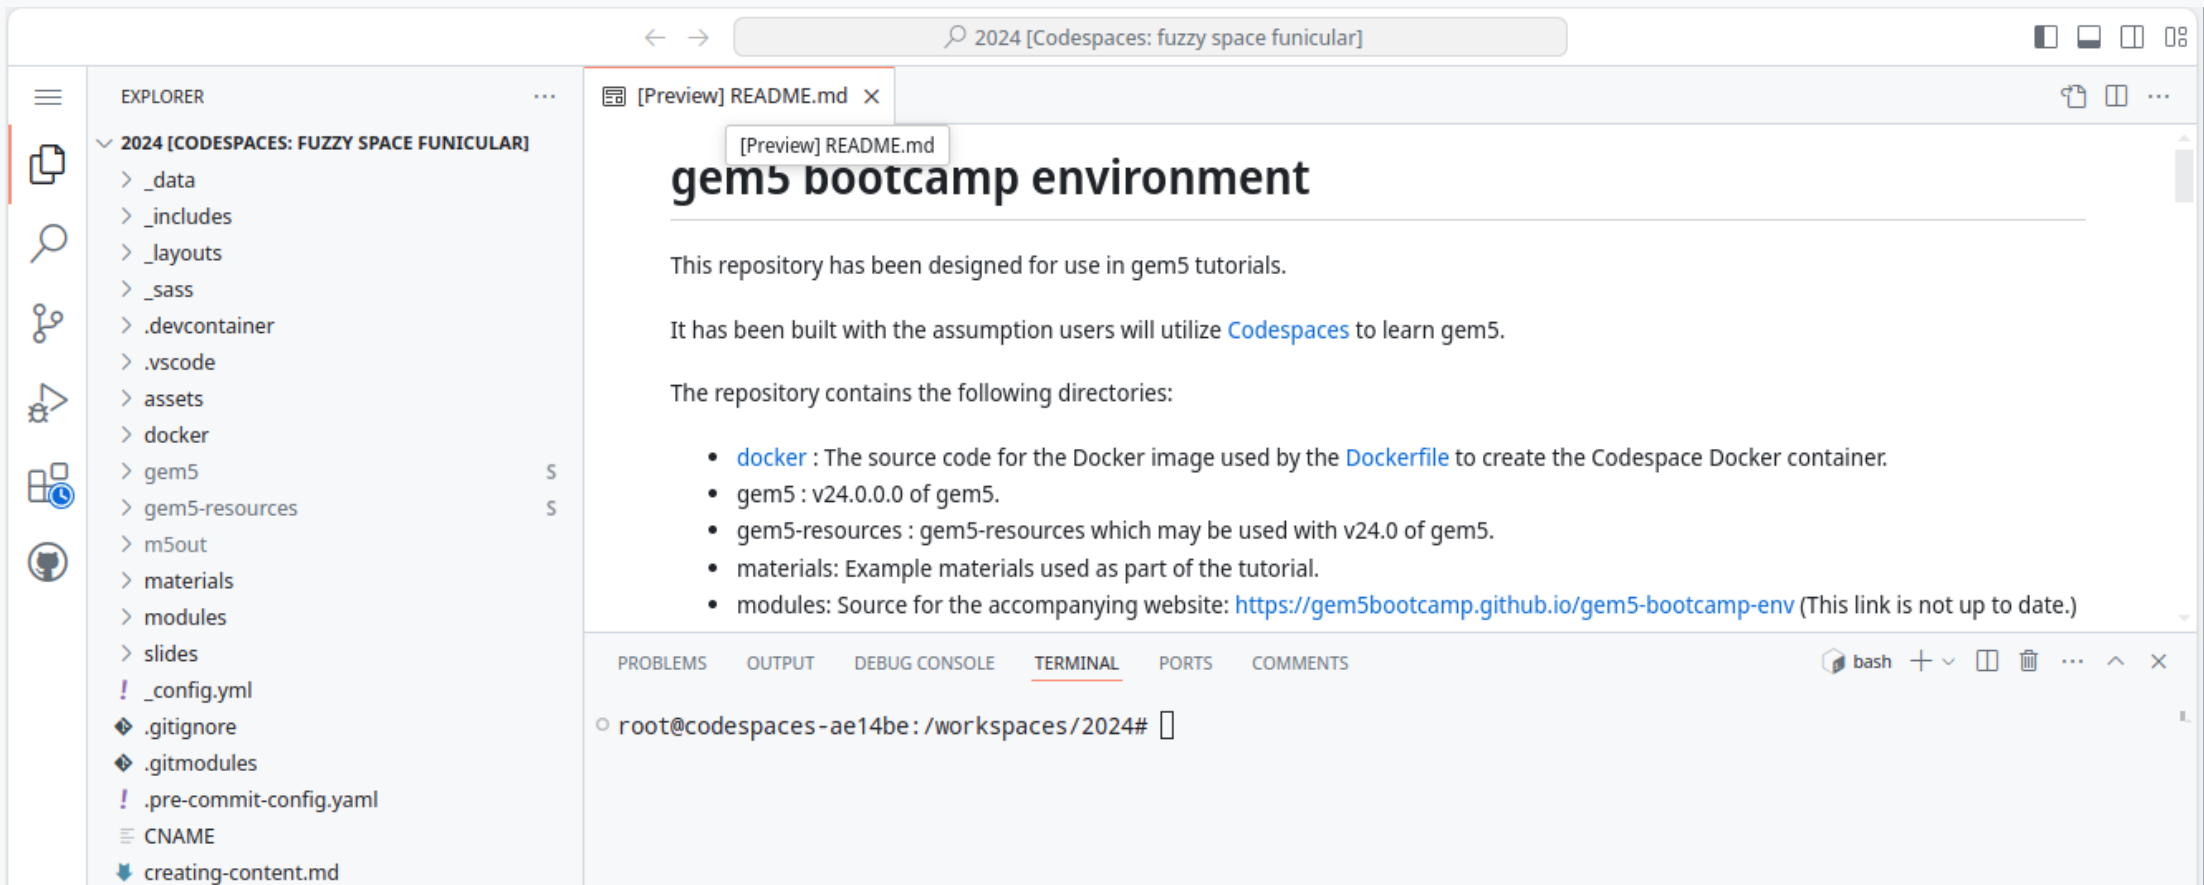 2024 [Codespaces: fuzzy space funicular]
EXPLORER
2024 [CODESPACES: FUZZY SPACE FUNICULAR]
_data
_includes
_layouts
_sass
.devcontainer
.vscode
assets
docker
gem5 S
gem5-resources S
m5out
materials
modules
slides
_config.yml
.gitignore
.gitmodules
.pre-commit-config.yaml
CNAME
creating-content.md
[Preview] README.md
[Preview] README.md
gem5 bootcamp environment
This repository has been designed for use in gem5 tutorials.
It has been built with the assumption users will utilize Codespaces to learn gem5.
The repository contains the following directories:
• docker : The source code for the Docker image used by the Dockerfile to create the Codespace Docker container.
• gem5 : v24.0.0.0 of gem5.
• gem5-resources : gem5-resources which may be used with v24.0 of gem5.
• materials: Example materials used as part of the tutorial.
• modules: Source for the accompanying website: https://gem5bootcamp.github.io/gem5-bootcamp-env (This link is not up to date.)
PROBLEMS OUTPUT DEBUG CONSOLE TERMINAL PORTS COMMENTS bash
root@codespaces-ae14be:/workspaces/2024#